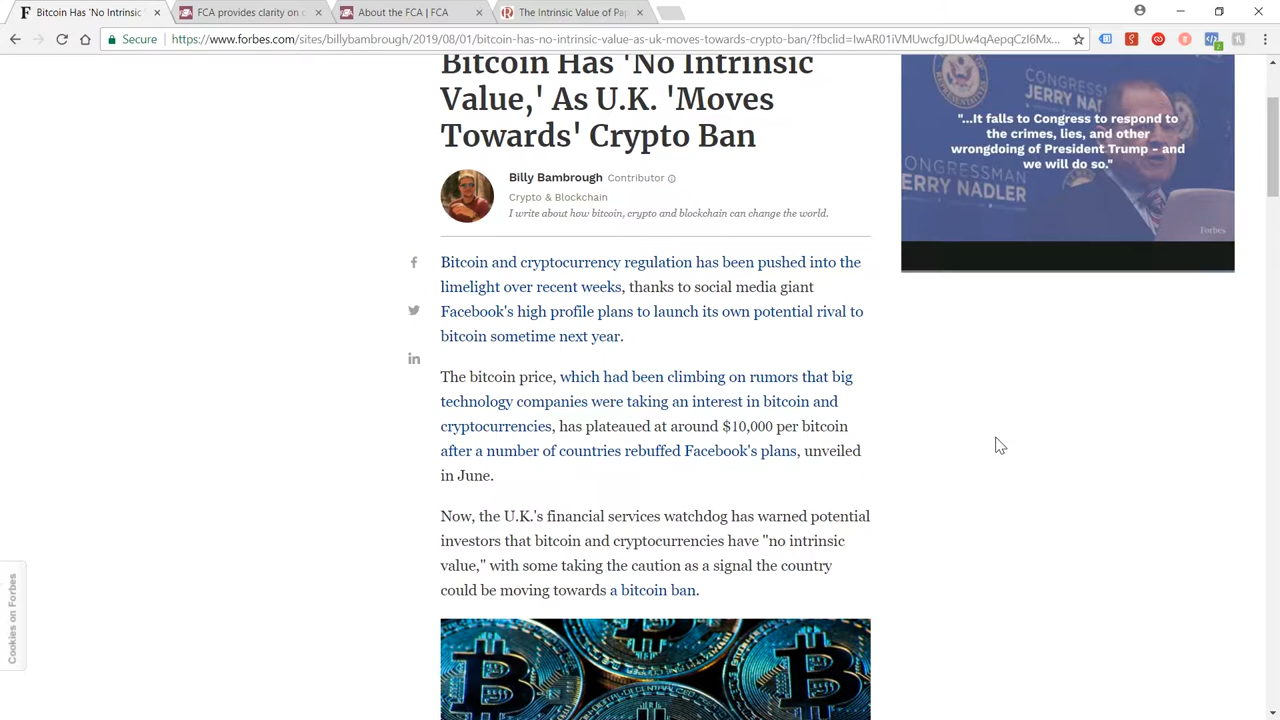 Bitcoin Has 'No Intrinsic
FCA provides clarity on c
About the FCA | FCA
The Intrinsic Value of Pap
Secure
https://www.forbes.com/sites/billybambrough/2019/08/01/bitcoin-has-no-intrinsic-value-as-uk-moves-towards-crypto-ban/?fbclid=IwAR01iVMUwcfgJDUw4qAepqCzI6Mx...
Bitcoin Has 'No Intrinsic
Value,' As U.K. 'Moves
Towards' Crypto Ban
Billy Bambrough Contributor
Crypto & Blockchain
I write about how bitcoin, crypto and blockchain can change the world.
Bitcoin and cryptocurrency regulation has been pushed into the
limelight over recent weeks, thanks to social media giant
Facebook's high profile plans to launch its own potential rival to
bitcoin sometime next year.
The bitcoin price, which had been climbing on rumors that big
technology companies were taking an interest in bitcoin and
cryptocurrencies, has plateaued at around $10,000 per bitcoin
after a number of countries rebuffed Facebook's plans, unveiled
in June.
Now, the U.K.'s financial services watchdog has warned potential
investors that bitcoin and cryptocurrencies have "no intrinsic
value," with some taking the caution as a signal the country
could be moving towards a bitcoin ban.
CONGRESS
JERRY NAD
"...It falls to Congress to respond to
the crimes, lies, and other
wrongdoing of President Trump - and
we will do so."
CONGRESSMAN
ERRY NADLER
Forbes
Cookies on Forbes